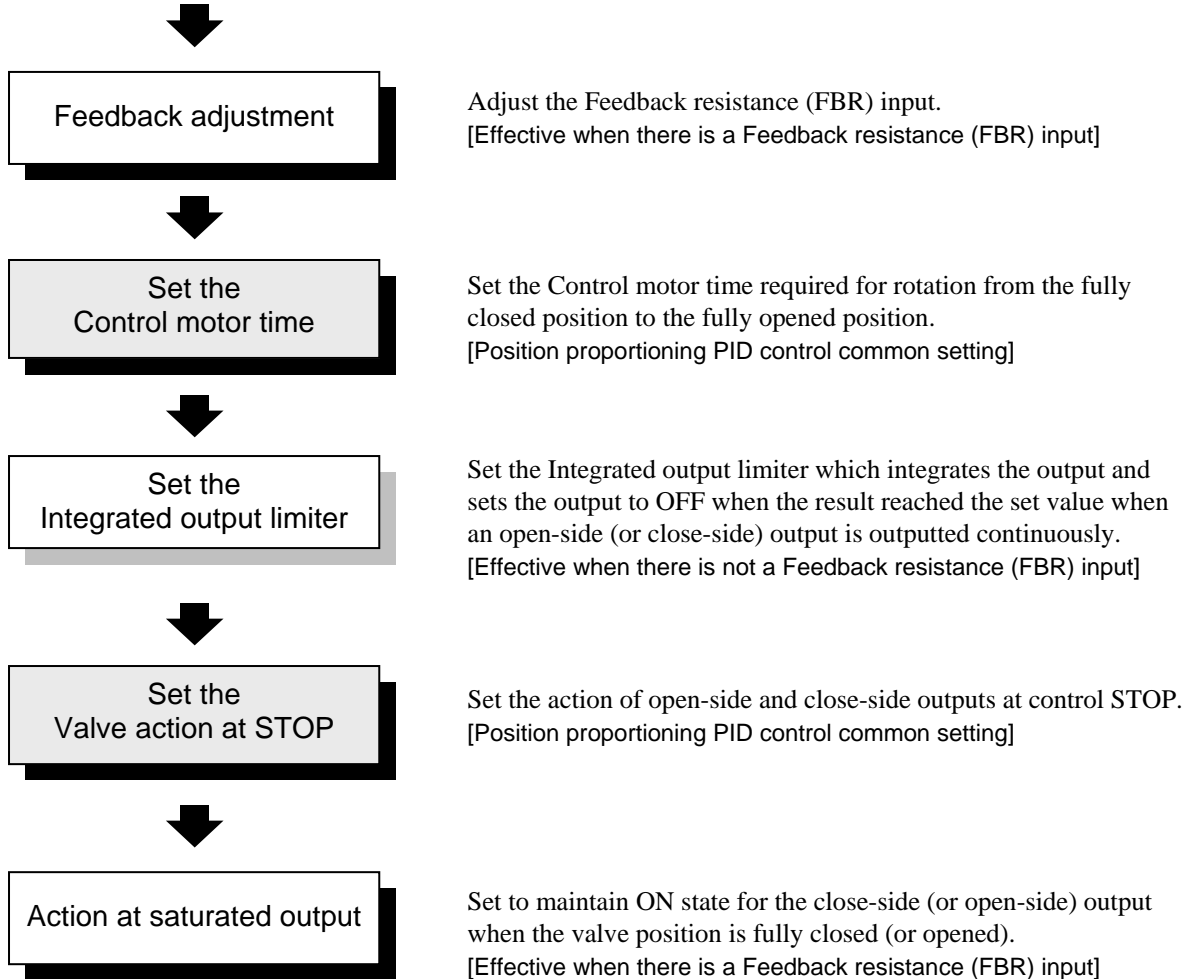 Feedback adjustment
Adjust the Feedback resistance (FBR) input.
[Effective when there is a Feedback resistance (FBR) input]
Set the
Control motor time
Set the Control motor time required for rotation from the fully
closed position to the fully opened position.
[Position proportioning PID control common setting]
Set the
Integrated output limiter
Set the Integrated output limiter which integrates the output and
sets the output to OFF when the result reached the set value when
an open-side (or close-side) output is outputted continuously.
[Effective when there is not a Feedback resistance (FBR) input]
Set the
Valve action at STOP
Set the action of open-side and close-side outputs at control STOP.
[Position proportioning PID control common setting]
Action at saturated output
Set to maintain ON state for the close-side (or open-side) output
when the valve position is fully closed (or opened).
[Effective when there is a Feedback resistance (FBR) input]